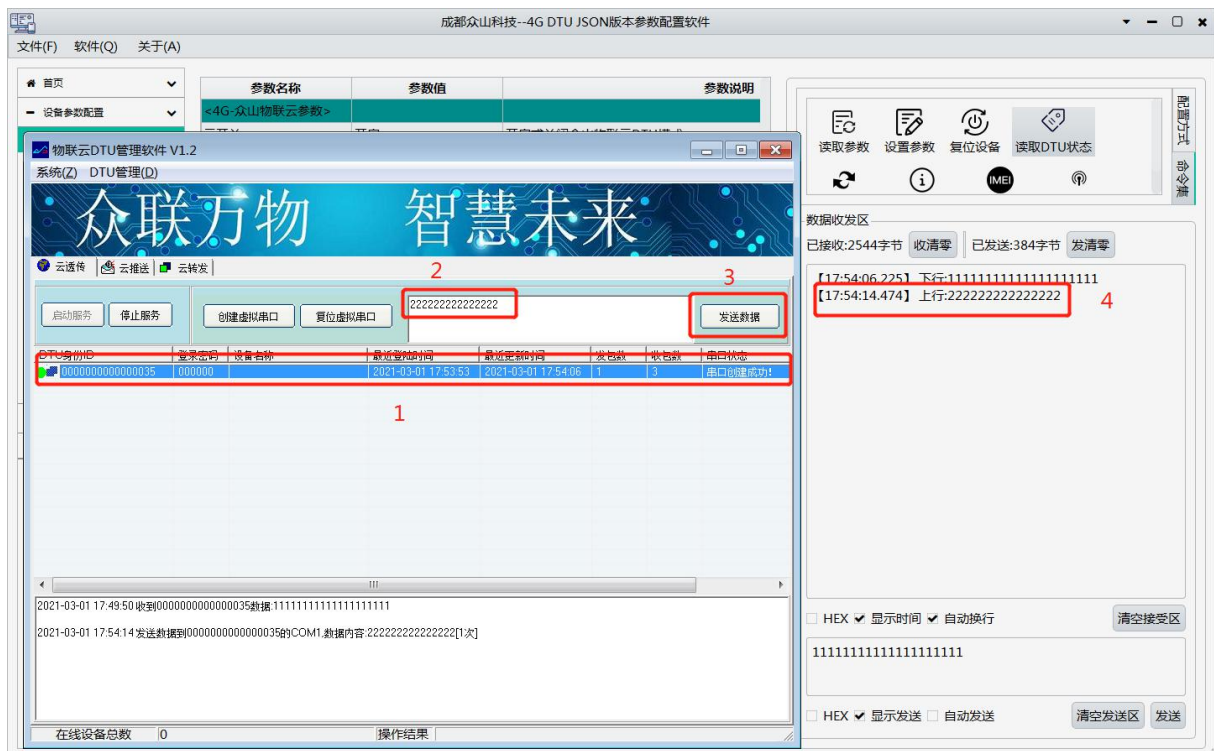 成都众山科技--4G DTU JSON版本参数配置软件
文件(F) 软件(Q) 关于(A)
首页
设备参数配置
参数名称 参数值 参数说明
<4G-众山物联云参数>
物联云DTU管理软件 V1.2
系统(Z) DTU管理(D)
众联万物 智慧未来
云透传 云推送 云转发
2
3
启动服务 停止服务 创建虚拟串口 复位虚拟串口 222222222222222 发送数据
DTU身份ID 登录密码 设备名称 最近登陆时间 最近更新时间 发包数 收包数 串口状态
0000000000000035 000000 2021-03-01 17:53:53 2021-03-01 17:54:06 1 3 串口创建成功!
1
2021-03-01 17:49:50 收到0000000000000035数据:11111111111111111111
2021-03-01 17:54:14 发送数据到0000000000000035的COM1,数据内容:222222222222222[1次]
在线设备总数 0 操作结果
读取参数 设置参数 复位设备 读取DTU状态
IMEI
配置方式
命令集
数据收发区
已接收:2544字节 收清零 已发送:384字节 发清零
【17:54:06.225】下行:11111111111111111111
【17:54:14.474】上行:222222222222222
4
HEX 显示时间 自动换行 清空接受区
11111111111111111111
HEX 显示发送 自动发送 清空发送区 发送